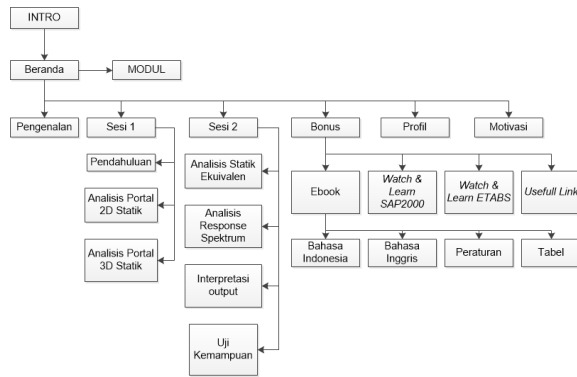 INTRO
Beranda
MODUL
Pengenalan
Sesi 1
Sesi 2
Bonus
Profil
Motivasi
Pendahuluan
Analisis Portal
2D Statik
Analisis Portal
3D Statik
Analisis Statik
Ekuivalen
Analisis
Response
Spektrum
Interpretasi
output
Uji
Kemampuan
Ebook
Watch &
Learn
SAP2000
Watch &
Learn ETABS
Usefull Link
Bahasa
Indonesia
Bahasa
Inggris
Peraturan
Tabel